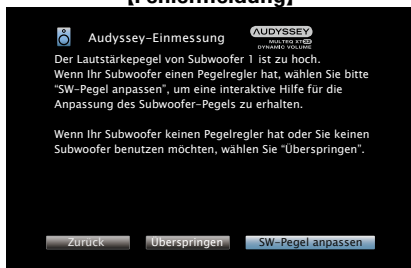 [Fehlermeldung]
Audyssey-Einmessung
AUDYSSEY
MULTEQ XT32
DYNAMIC VOLUME
Der Lautstärkepegel von Subwoofer 1 ist zu hoch.
Wenn Ihr Subwoofer einen Pegelregler hat, wählen Sie bitte
“SW-Pegel anpassen”, um eine interaktive Hilfe für die
Anpassung des Subwoofer-Pegels zu erhalten.
Wenn Ihr Subwoofer keinen Pegelregler hat oder Sie keinen
Subwoofer benutzen möchten, wählen Sie “Überspringen”.
Zurück Überspringen SW-Pegel anpassen